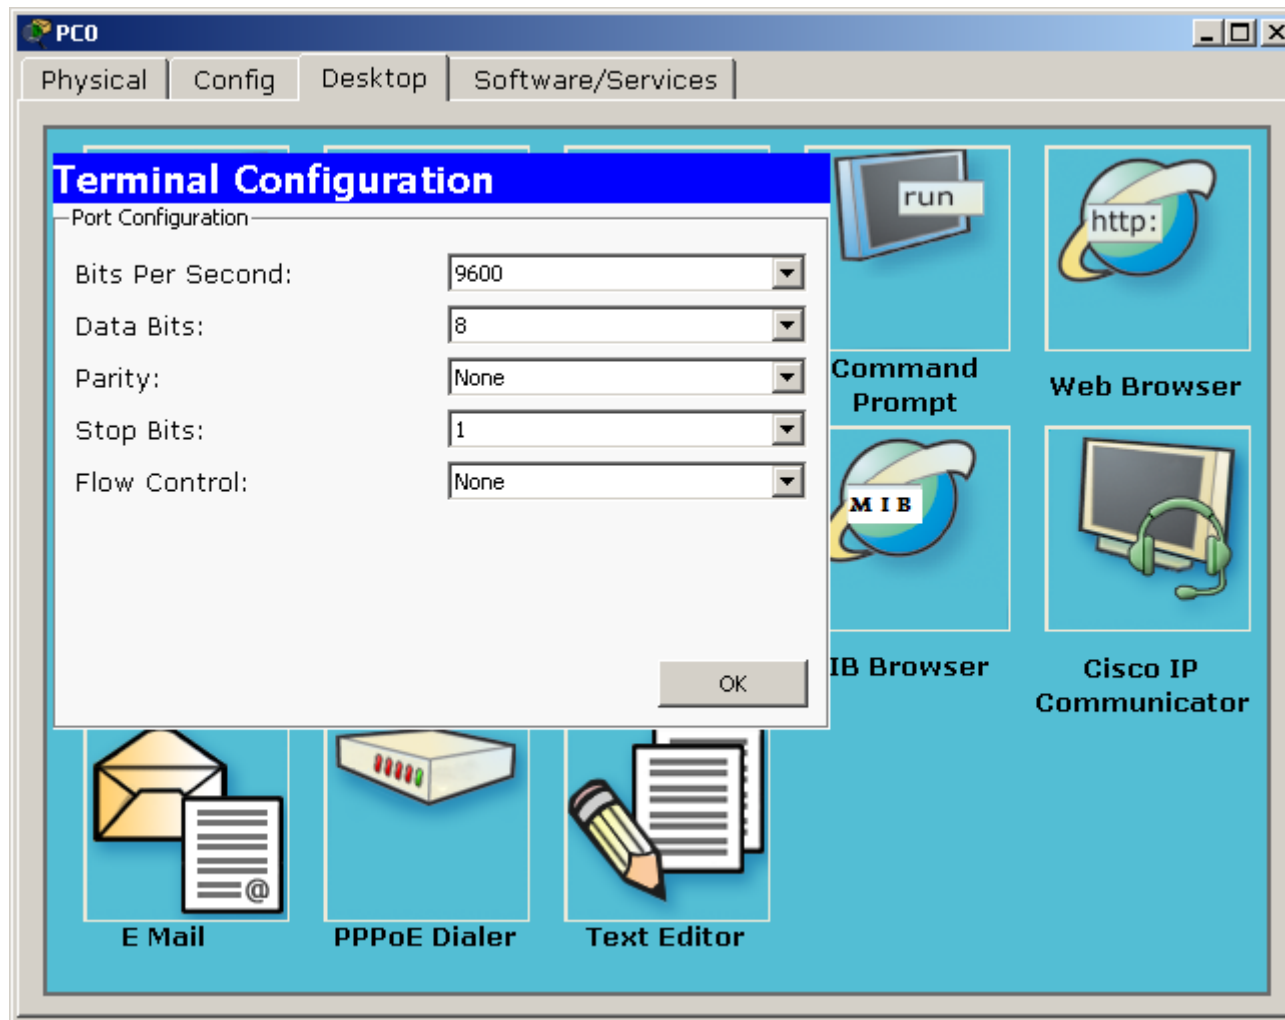 PC0
Physical Config Desktop Software/Services
Terminal Configuration
Port Configuration
Bits Per Second: 9600
Data Bits: 8
Parity: None
Stop Bits: 1
Flow Control: None
OK
run
http:
Command
Prompt
Web Browser
MIB
IB Browser
Cisco IP
Communicator
@
E Mail
PPPoE Dialer
Text Editor